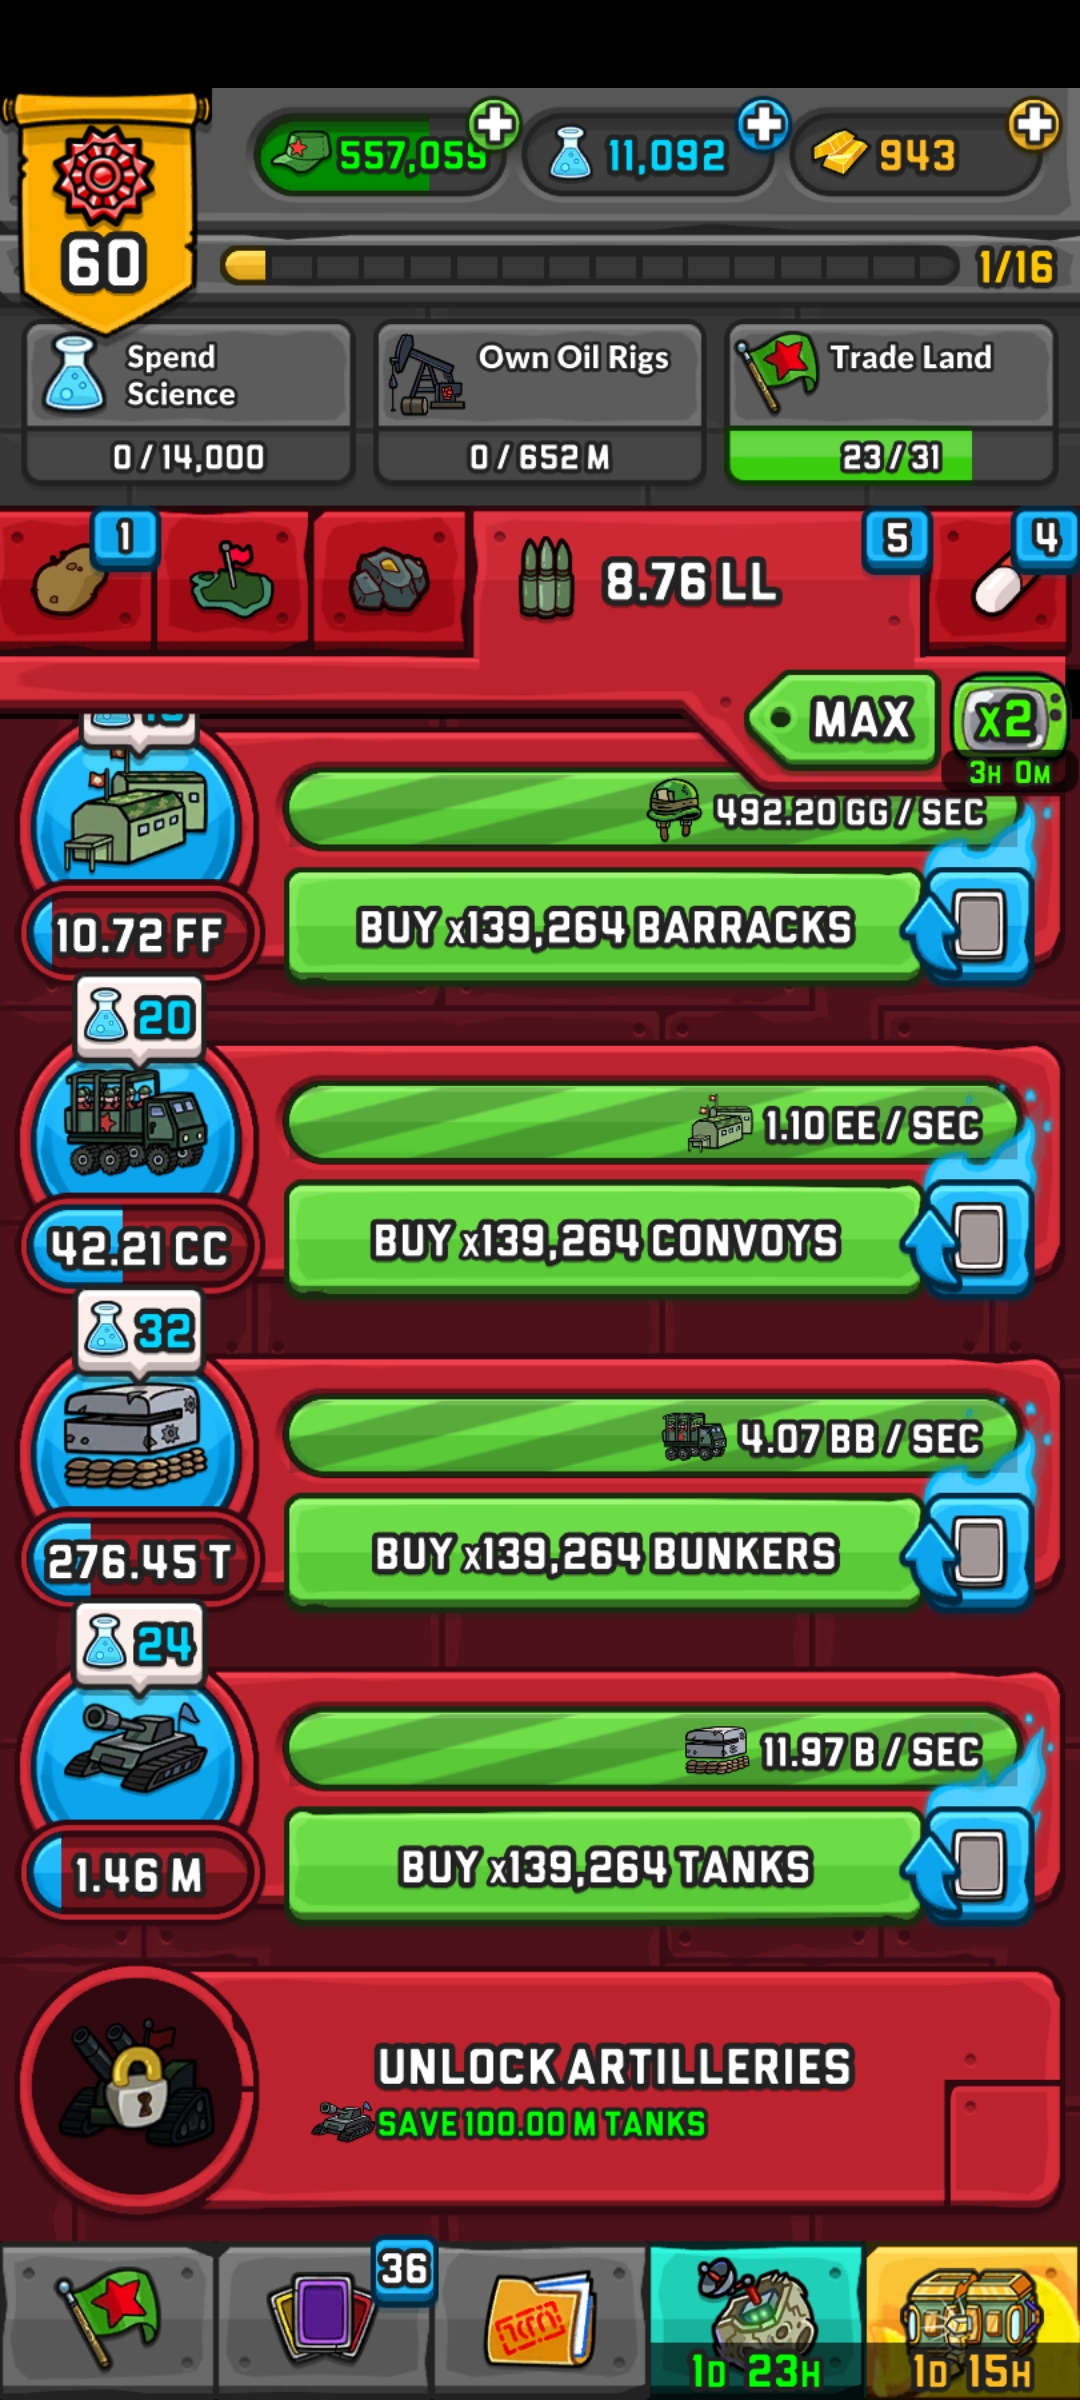 557,059
11,092
943
60
1/16
Spend
Science
Own Oil Rigs
Trade Land
0/14,000
0/652 M
23/31
1
8.76 LL
5
4
MAX
x2
3H 0M
492.20 GG/SEC
10.72 FF
BUY x139,264 BARRACKS
20
1.10 EE/SEC
42.21 CC
BUY x139,264 CONVOYS
32
4.07 BB/SEC
276.45 T
BUY x139,264 BUNKERS
24
11.97 B/SEC
1.46 M
BUY x139,264 TANKS
UNLOCK ARTILLERIES
SAVE 100.00 M TANKS
36
1D 23H
1D 15H